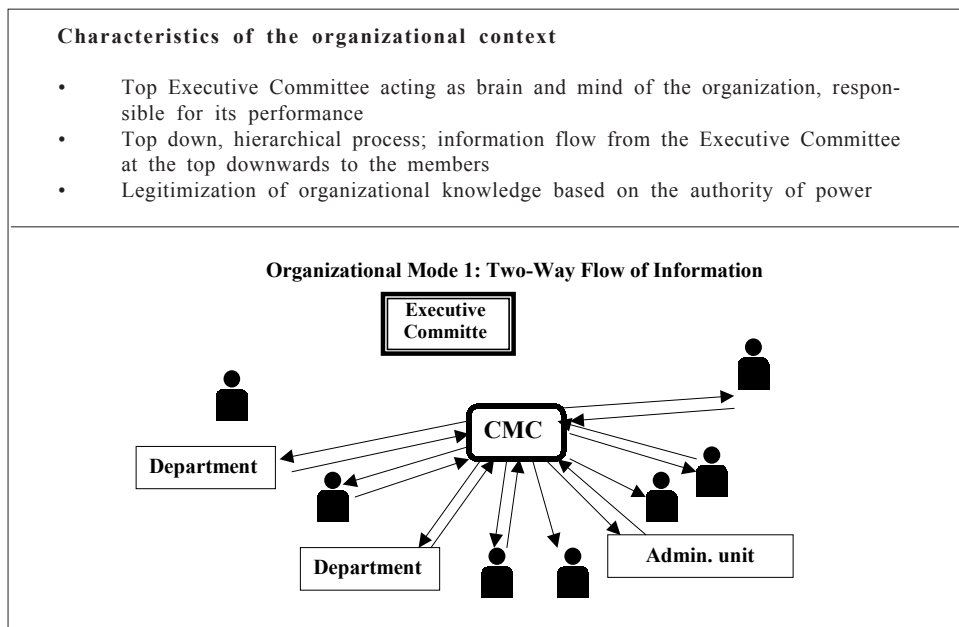 Characteristics of the organizational context
• Top Executive Committee acting as brain and mind of the organization, respon-
sible for its performance
• Top down, hierarchical process; information flow from the Executive Committee
at the top downwards to the members
• Legitimization of organizational knowledge based on the authority of power
Organizational Mode 1: Two-Way Flow of Information
Executive
Committe
CMC
Department
Department
Admin. unit